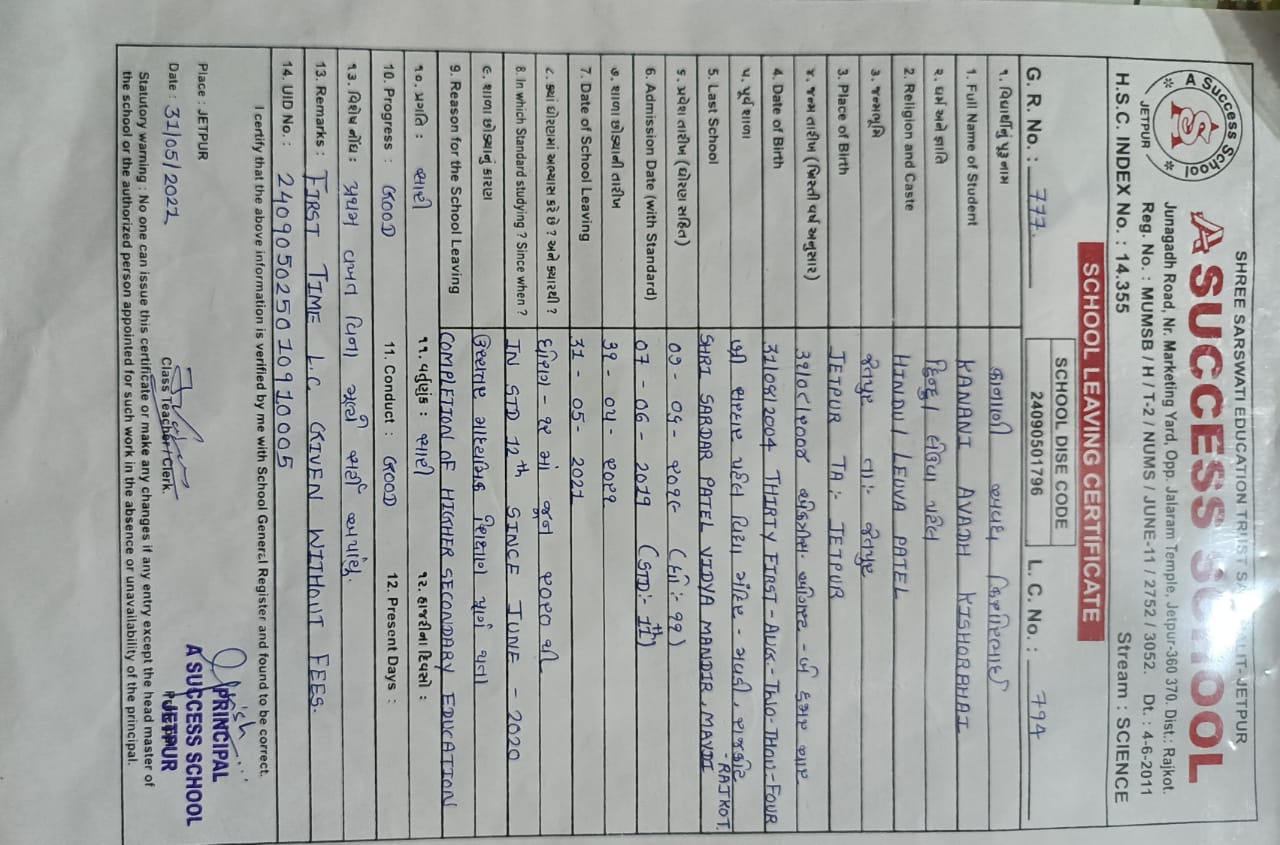 SHREE SARSWATI EDUCATION TRUST LIT-JETPUR
A Success School
JETPUR
A SUCCESS SCHOOL
Junagadh Road, Nr. Marketing Yard, Opp. Jalaram Temple, Jetpur-360 370. Dist.: Rajkot.
Reg. No. : MUMSB / H / T-2 / NUMS / JUNE-11 / 2752 / 3052. Dt. : 4-6-2011
H.S.C. INDEX No. : 14.355 Stream : SCIENCE
SCHOOL LEAVING CERTIFICATE
SCHOOL DISE CODE
G. R. No. : 777. 24090501796 L. C. No. : 794
૧. વિદ્યાર્થીનું પૂરૂ નામ કાનાણી અવધ કિશોરભાઈ
1. Full Name of Student KANANI AVADH KISHORBHAI
૨. ધર્મ અને જ્ઞાતિ હિન્દુ / લેઉવા પટેલ
2. Religion and Caste HINDU / LEUVA PATEL
૩. જન્મભૂમિ જેતપુર તા:- જેતપુર
3. Place of Birth JETPUR TA:- JETPUR
૪. જન્મ તારીખ (ખ્રિસ્તી વર્ષ અનુસાર) ૩૧/૦૮/૨૦૦૪ એકત્રીસ-ઓગસ્ટ-બે હજાર ચાર
4. Date of Birth 31/08/2004 THIRTY FIRST-AUG.-TWO-THOU-FOUR
૫. પૂર્વ શાળા શ્રી સરદાર પટેલ વિદ્યા મંદિર - મવડી, રાજકોટ
5. Last School SHRI SARDAR PATEL VIDYA MANDIR, MAVDI -RAJKOT.
૬. પ્રવેશ તારીખ (ધોરણ સહિત) ૦૭-૦૬-૨૦૧૯ (ધો:- ૧૧)
6. Admission Date (with Standard) 07-06-2019 (STD:- 11th)
૭. શાળા છોડ્યાની તારીખ ૩૧-૦૫-૨૦૨૧
7. Date of School Leaving 31-05-2021
૮. ક્યાં ધોરણમાં અભ્યાસ કરે છે ? અને ક્યારથી ? ધોરણ-૧૨ માં જૂન ૨૦૨૦ થી
8. In which Standard studying ? Since when ? IN STD 12th SINCE JUNE - 2020
૯. શાળા છોડ્યાનું કારણ ઉચ્ચતર માધ્યમિક શિક્ષણ પૂર્ણ થતા
9. Reason for the School Leaving COMPLETION OF HIGHER SECONDARY EDUCATION
૧૦. પ્રગતિ : સારી ૧૧. વર્તુણુંક : સારી ૧૨. હાજરીના દિવસો :
10. Progress : GOOD 11. Conduct : GOOD 12. Present Days :
૧૩. વિશેષ નોંધ: પ્રથમ વખત વિના મૂલ્યે સર્ટી અપાયું.
13. Remarks : FIRST TIME L.C GIVEN WITHOUT FEES.
14. UID No. : 240905025010910005
I certify that the above information is verified by me with School General Register and found to be correct.
PRINCIPAL
Place : JETPUR A SUCCESS SCHOOL
Date : 31/05/2021 Class Teacher / Clerk. JETPUR
Statutory warning : No one can issue this certificate or make any changes if any entry except the head master of
the school or the authorized person appointed for such work in the absence or unavailability of the principal.